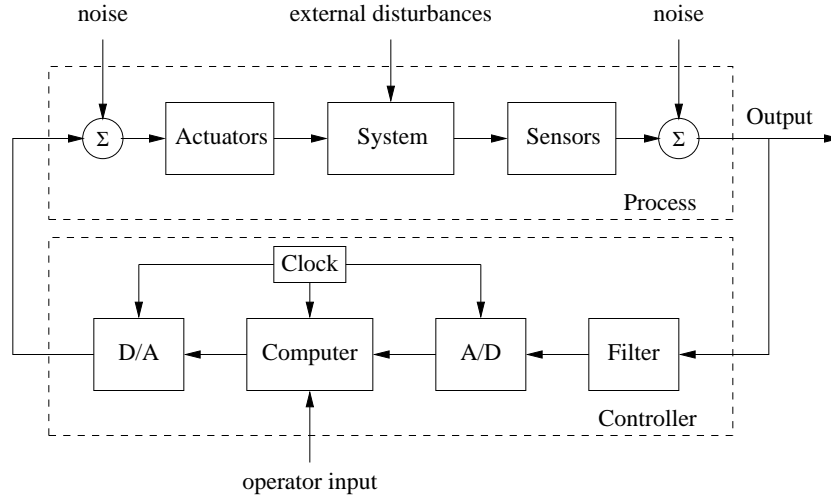 noise
external disturbances
noise
Σ
Actuators
System
Sensors
Σ
Output
Process
Clock
D/A
Computer
A/D
Filter
Controller
operator input